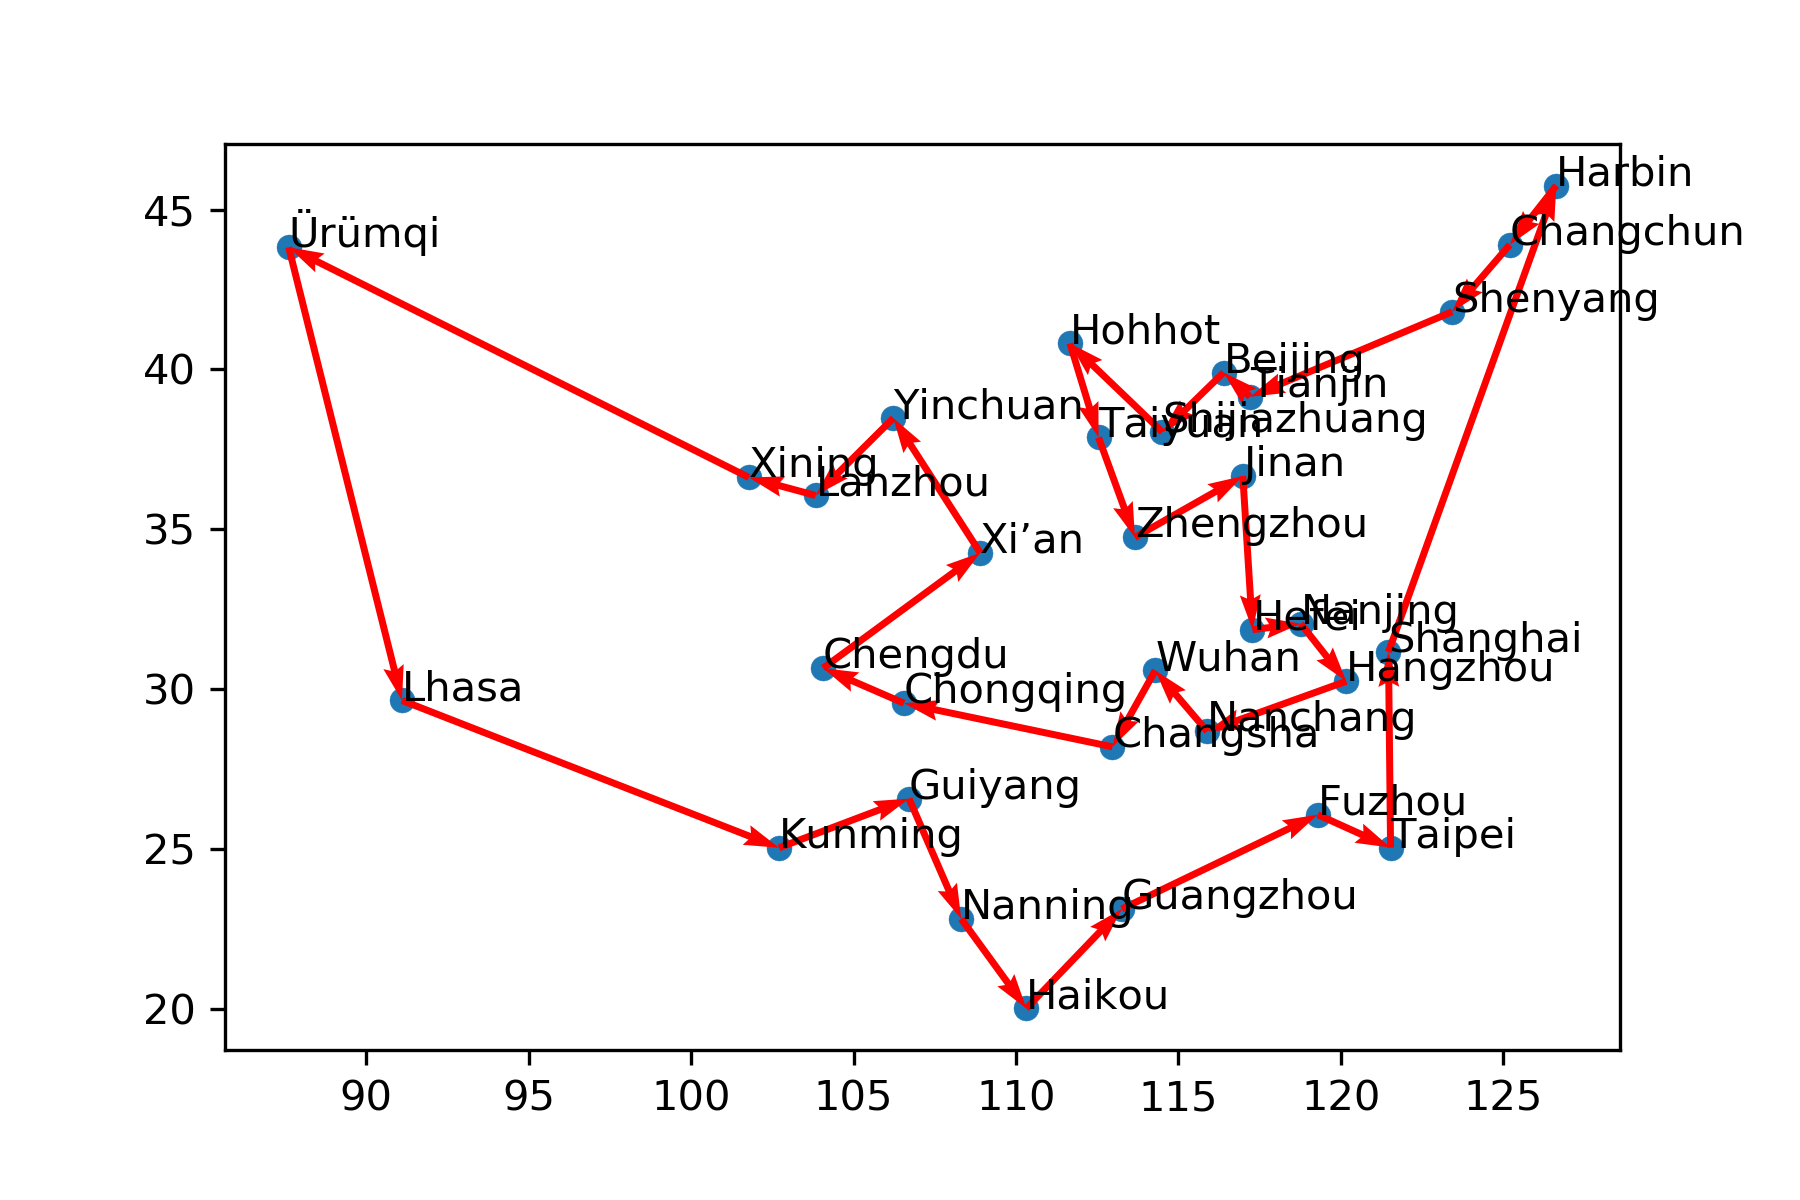 Harbin
45
Ürümqi
Changchun
Shenyang
Hohhot
40
Beijing
Tianjin
Yinchuan
Taiyuan
Shijiazhuang
Xining
Jinan
Lanzhou
35
Zhengzhou
Xi’an
Hefei
Nanjing
Shanghai
Chengdu
Wuhan
Hangzhou
30
Lhasa
Chongqing
Nanchang
Changsha
Guiyang
Fuzhou
25
Kunming
Taipei
Nanning
Guangzhou
20
Haikou
90 95 100 105 110 115 120 125